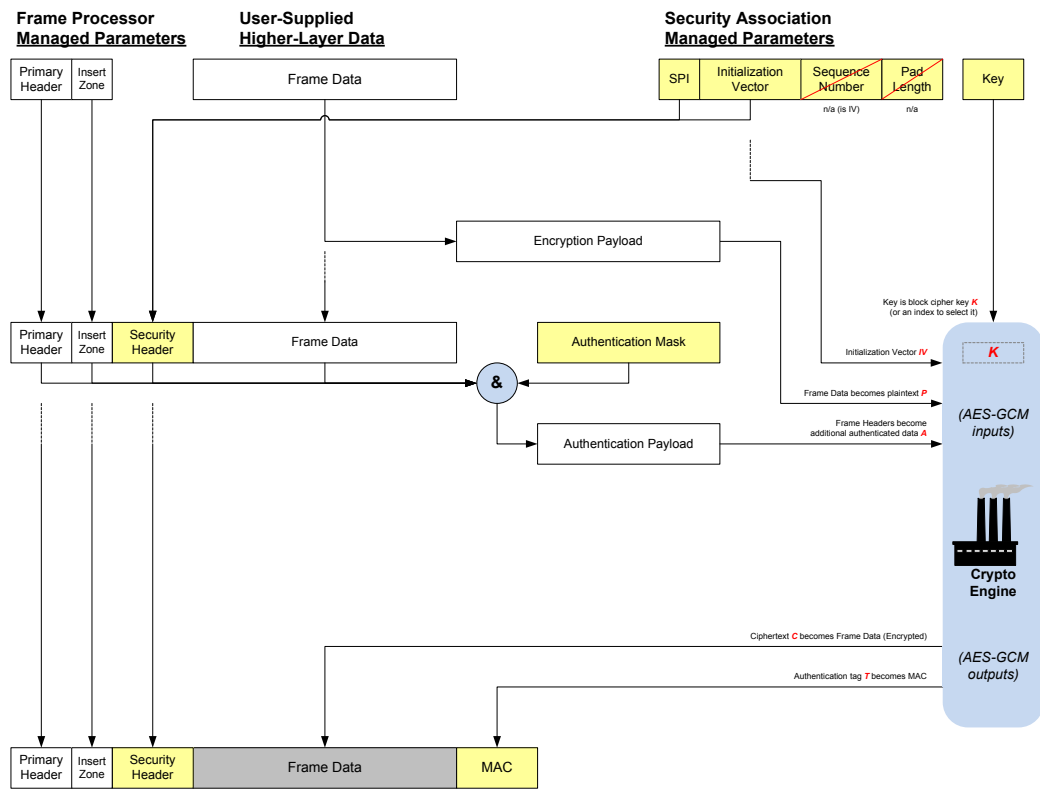 Frame Processor
Managed Parameters
User-Supplied
Higher-Layer Data
Security Association
Managed Parameters
Primary
Header
Insert
Zone
Frame Data
SPI
Initialization
Vector
Sequence
Number
Pad
Length
Key
n/a (is IV)
n/a
Encryption Payload
Key is block cipher key K
(or an index to select it)
Primary
Header
Insert
Zone
Security
Header
Frame Data
Authentication Mask
Initialization Vector IV
K
&
Frame Data becomes plaintext P
(AES-GCM
inputs)
Frame Headers become
additional authenticated data A
Authentication Payload
Crypto
Engine
Ciphertext C becomes Frame Data (Encrypted)
(AES-GCM
outputs)
Authentication tag T becomes MAC
Primary
Header
Insert
Zone
Security
Header
Frame Data
MAC